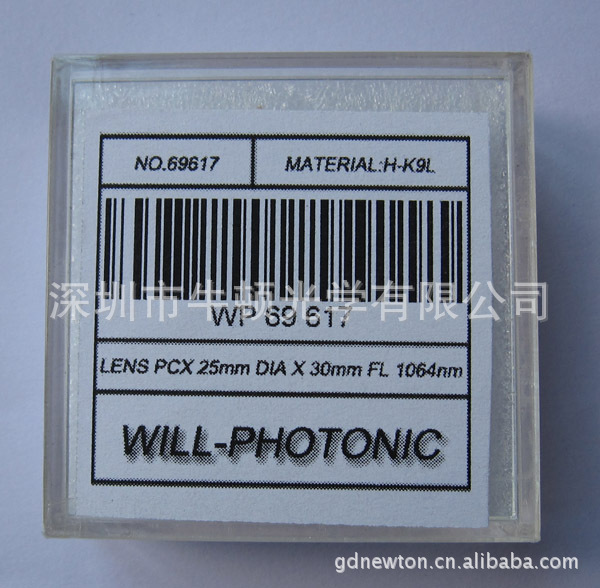 NO.69617 MATERIAL:H-K9L
深圳市牛顿光学有限公司
WP 69 617
LENS PCX 25mm DIA X 30mm FL 1064nm
WILL-PHOTONIC
gdnewton.cn.alibaba.com